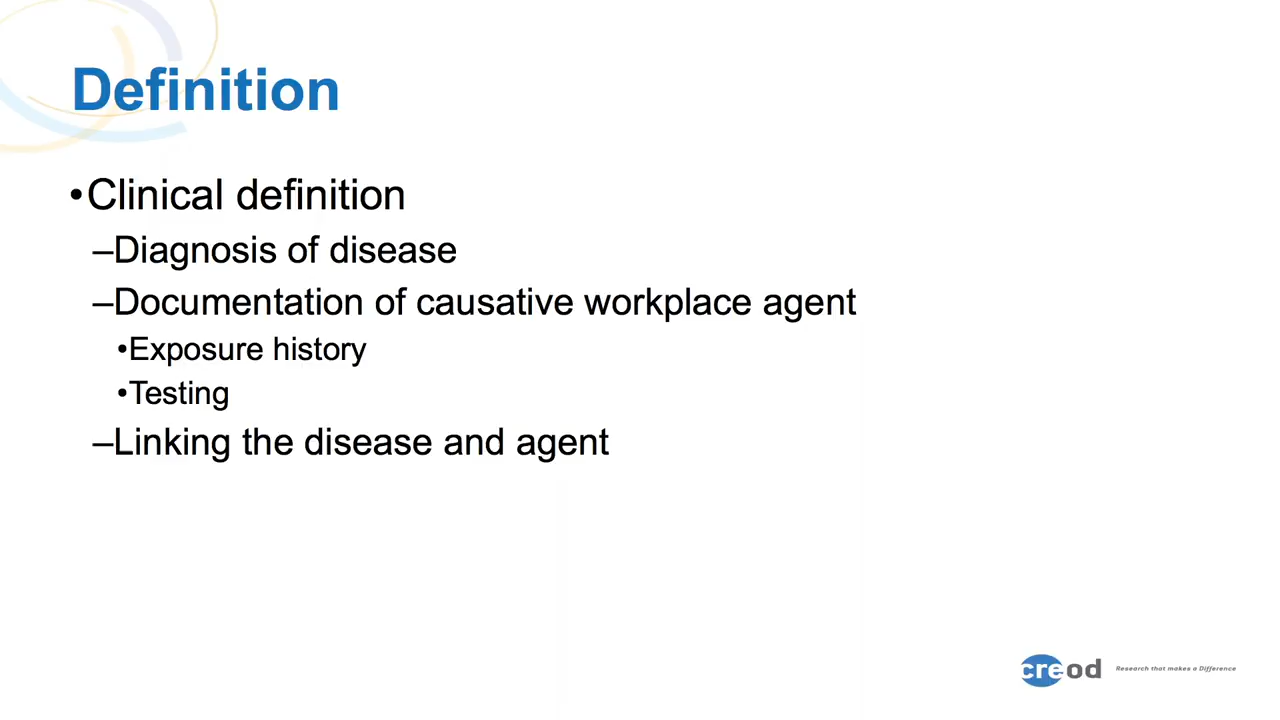 Definition
•Clinical definition
–Diagnosis of disease
–Documentation of causative workplace agent
•Exposure history
•Testing
–Linking the disease and agent
creod Research that makes a Difference